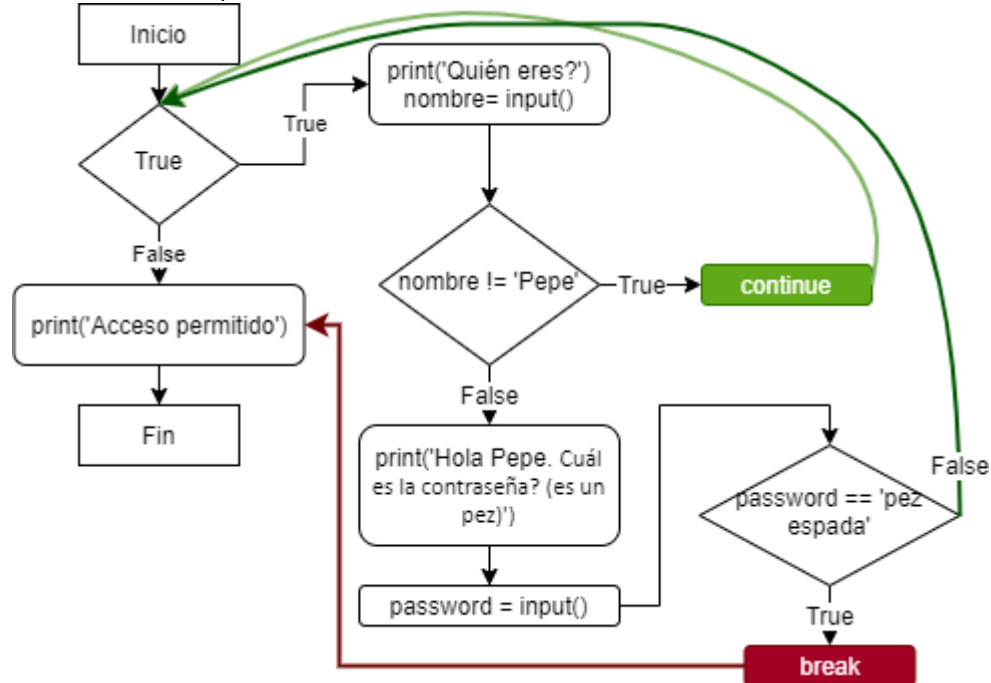 Inicio
print('Quién eres?')
nombre= input()
True
True
False
nombre != 'Pepe'
True
continue
print('Acceso permitido')
False
Fin
print('Hola Pepe. Cuál
es la contraseña? (es un
pez)')
password == 'pez
espada'
False
password = input()
True
break